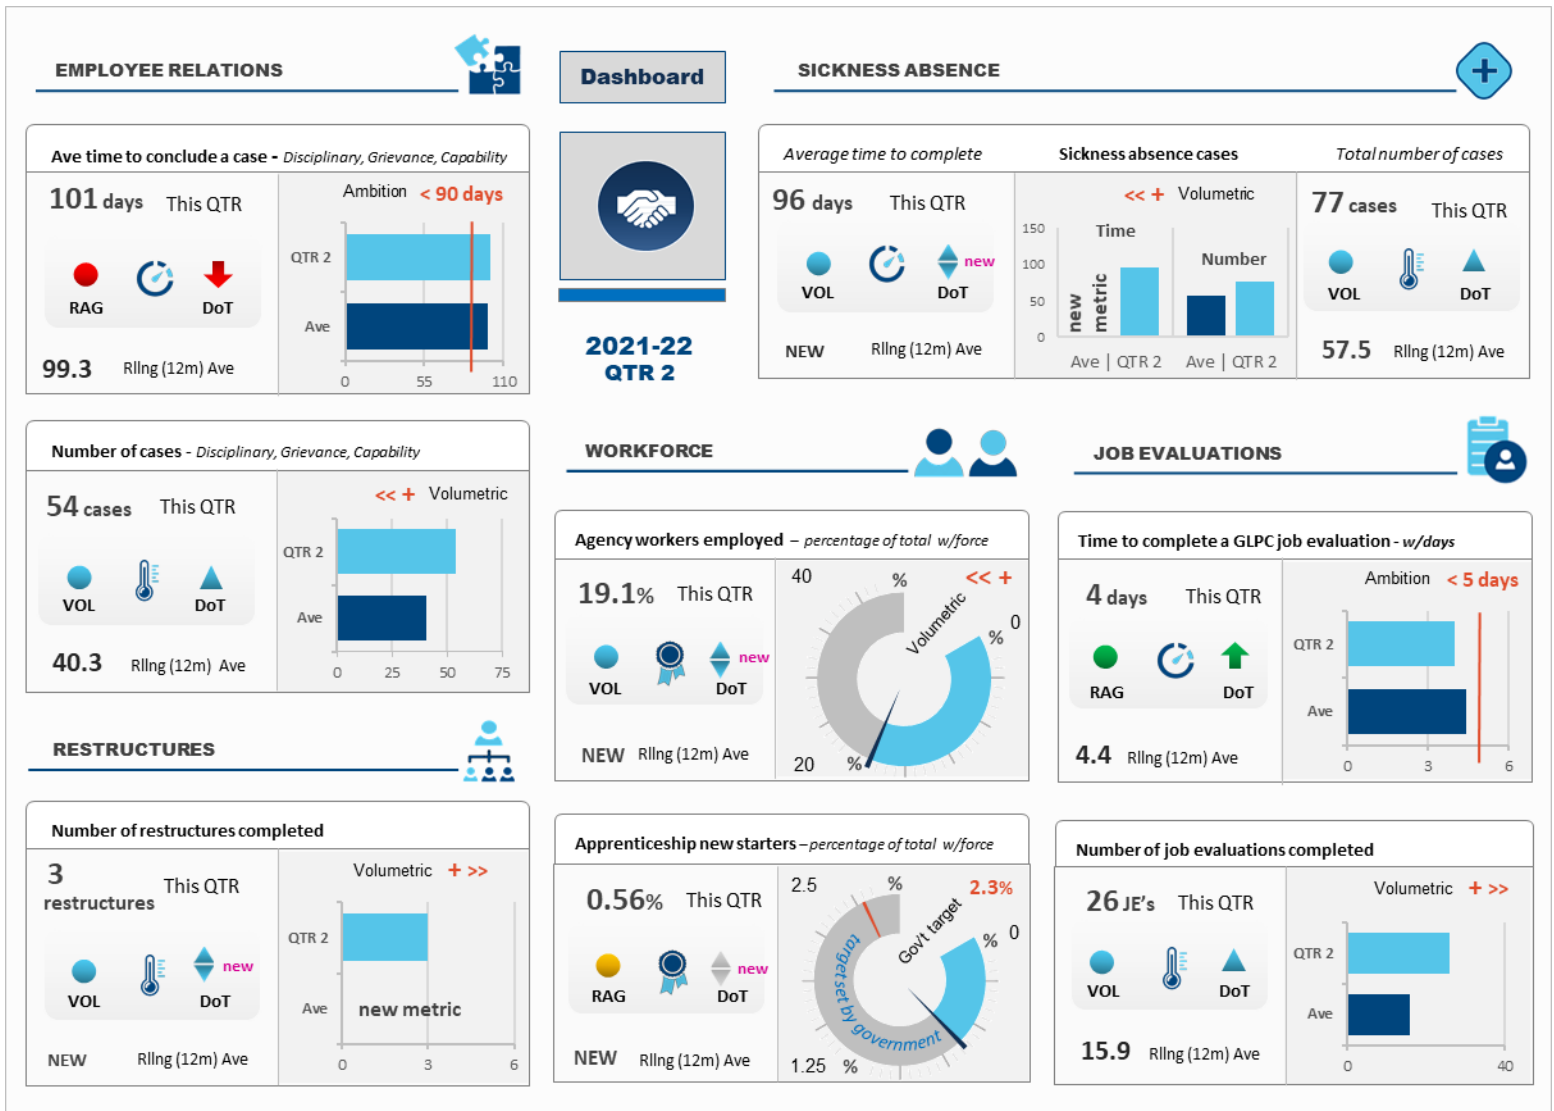 EMPLOYEE RELATIONS
Ave time to conclude a case - Disciplinary, Grievance, Capability
101 days This QTR
RAG
DoT
99.3 Rllng (12m) Ave
Ambition < 90 days
QTR 2
Ave
0 55 110
Number of cases - Disciplinary, Grievance, Capability
54 cases This QTR
VOL
DoT
40.3 Rllng (12m) Ave
<< + Volumetric
QTR 2
Ave
0 25 50 75
RESTRUCTURES
Number of restructures completed
3
restructures This QTR
new
VOL
DoT
NEW Rllng (12m) Ave
Volumetric + >>
QTR 2
Ave new metric
0 3 6
Dashboard
2021-22
QTR 2
SICKNESS ABSENCE
Average time to complete
Sickness absence cases
Total number of cases
96 days This QTR
new
VOL
DoT
NEW Rllng (12m) Ave
<< + Volumetric
150
100
50
0
Time
Number
new
metric
Ave | QTR 2 Ave | QTR 2
77 cases This QTR
VOL
DoT
57.5 Rllng (12m) Ave
WORKFORCE
Agency workers employed – percentage of total w/force
19.1% This QTR
new
VOL
DoT
NEW Rllng (12m) Ave
40 %
<< +
Volumetric
0
%
20 %
Apprenticeship new starters – percentage of total w/force
0.56% This QTR
new
RAG
DoT
NEW Rllng (12m) Ave
2.5 %
2.3%
Gov't target
0
%
target set by government
1.25 %
JOB EVALUATIONS
Time to complete a GLPC job evaluation - w/days
4 days This QTR
RAG
DoT
4.4 Rllng (12m) Ave
Ambition < 5 days
QTR 2
Ave
0 3 6
Number of job evaluations completed
26 JE's This QTR
VOL
DoT
15.9 Rllng (12m) Ave
Volumetric + >>
QTR 2
Ave
0 40